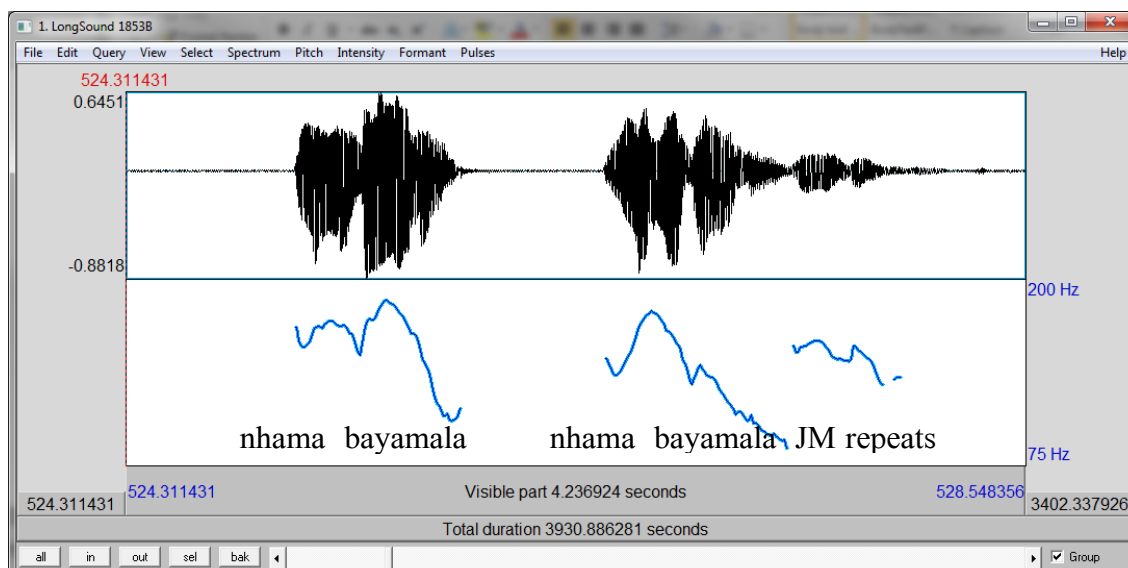 1. LongSound 1853B
File Edit Query View Select Spectrum Pitch Intensity Formant Pulses Help
524.311431
0.6451
-0.8818
200 Hz
nhama bayamala nhama bayamala JM repeats
75 Hz
524.311431 524.311431 Visible part 4.236924 seconds 528.548356 3402.337926
Total duration 3930.886281 seconds
all in out sel bak Group